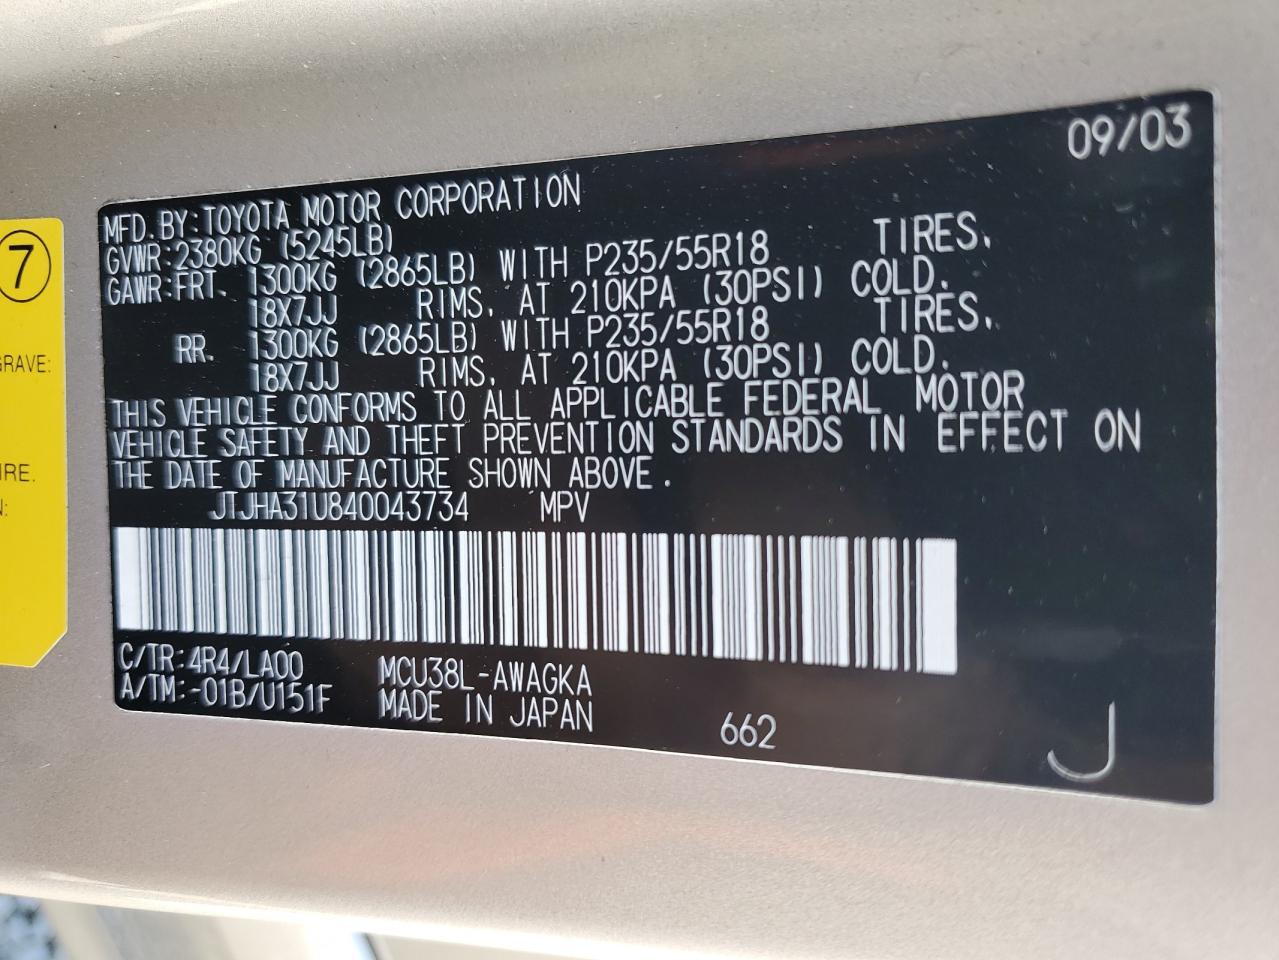 09/03
MFD. BY: TOYOTA MOTOR CORPORATION
GVWR: 2380KG (5245LB)
GAWR: FRT. 1300KG (2865LB) WITH P235/55R18 TIRES,
18X7JJ RIMS, AT 210KPA (30PSI) COLD.
RR. 1300KG (2865LB) WITH P235/55R18 TIRES,
18X7JJ RIMS, AT 210KPA (30PSI) COLD.
THIS VEHICLE CONFORMS TO ALL APPLICABLE FEDERAL MOTOR
VEHICLE SAFETY AND THEFT PREVENTION STANDARDS IN EFFECT ON
THE DATE OF MANUFACTURE SHOWN ABOVE.
JTJHA31U840043734 MPV
C/TR: 4R4/LA00 MCU38L-AWAGKA
A/TM: -01B/U151F MADE IN JAPAN
662
J
7
GRAVE:
IRE.
N: